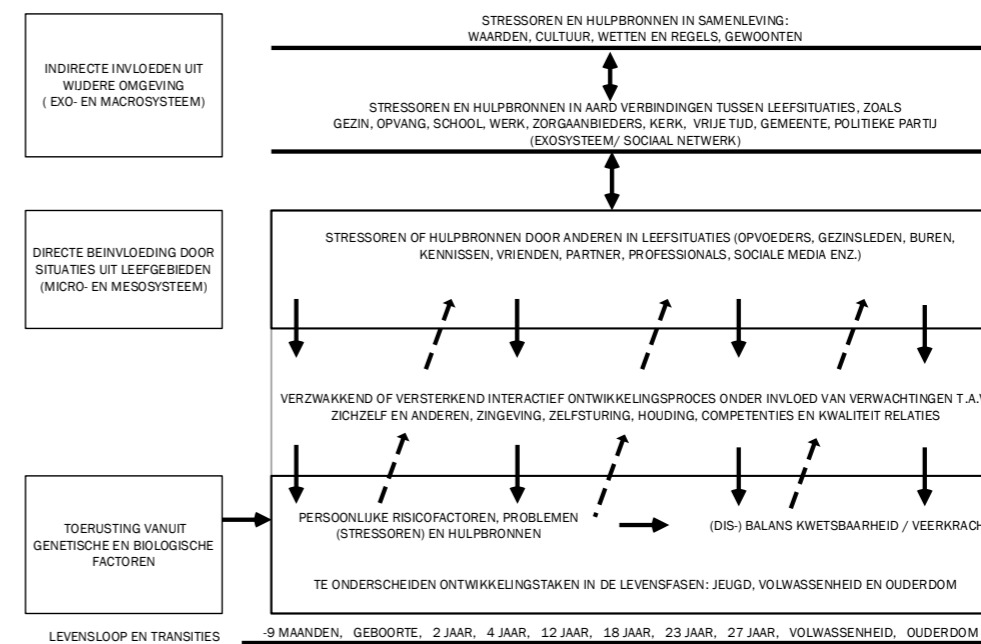 STRESSOREN EN HULPBRONNEN IN SAMENLEVING:
WAARDEN, CULTUUR, WETTEN EN REGELS, GEWOONTEN
INDIRECTE INVLOEDEN UIT
WIJDERE OMGEVING
( EXO- EN MACROSYSTEEM)
STRESSOREN EN HULPBRONNEN IN AARD VERBINDINGEN TUSSEN LEEFSITUATIES, ZOALS
GEZIN, OPVANG, SCHOOL, WERK, ZORGAANBIEDERS, KERK, VRIJE TIJD, GEMEENTE, POLITIEKE PARTIJ
(EXOSYSTEEM/ SOCIAAL NETWERK)
DIRECTE BEINVLOEDING DOOR
SITUATIES UIT LEEFGEBIEDEN
(MICRO- EN MESOSYSTEEM)
STRESSOREN OF HULPBRONNEN DOOR ANDEREN IN LEEFSITUATIES (OPVOEDERS, GEZINSLEDEN, BUREN,
KENNISSEN, VRIENDEN, PARTNER, PROFESSIONALS, SOCIALE MEDIA ENZ.)
VERZWAKKEND OF VERSTERKEND INTERACTIEF ONTWIKKELINGSPROCES ONDER INVLOED VAN VERWACHTINGEN T.A.V
ZICHZELF EN ANDEREN, ZINGEVING, ZELFSTURING, HOUDING, COMPETENTIES EN KWALITEIT RELATIES
TOERUSTING VANUIT
GENETISCHE EN BIOLOGISCHE
FACTOREN
PERSOONLIJKE RISICOFACTOREN, PROBLEMEN
(STRESSOREN) EN HULPBRONNEN
(DIS-) BALANS KWETSBAARHEID / VEERKRACH
TE ONDERSCHEIDEN ONTWIKKELINGSTAKEN IN DE LEVENSFASEN: JEUGD, VOLWASSENHEID EN OUDERDOM
LEVENSLOOP EN TRANSITIES
-9 MAANDEN, GEBOORTE, 2 JAAR, 4 JAAR, 12 JAAR, 18 JAAR, 23 JAAR, 27 JAAR, VOLWASSENHEID, OUDERDOM